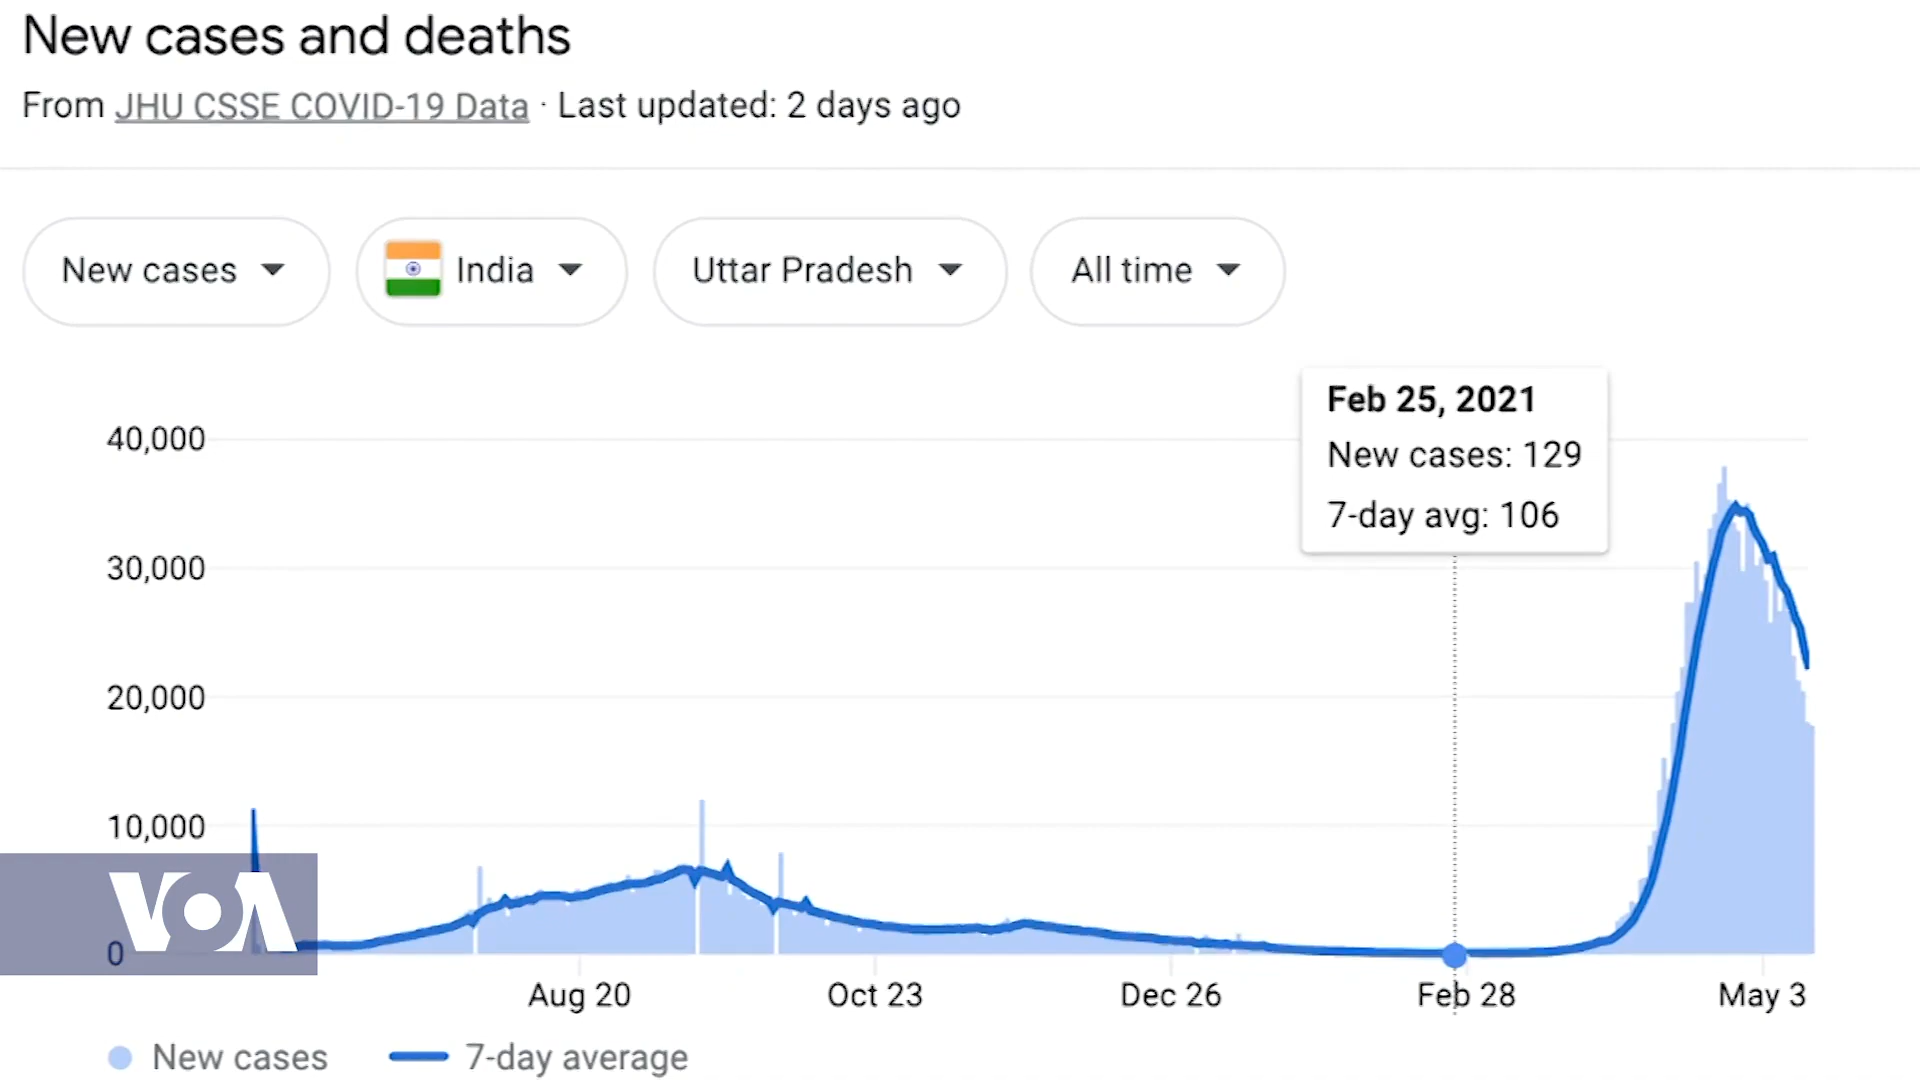 New cases and deaths
From JHU CSSE COVID-19 Data · Last updated: 2 days ago
New cases
India
Uttar Pradesh
All time
Feb 25, 2021
New cases: 129
7-day avg: 106
40,000
30,000
20,000
10,000
0
VOA
Aug 20
Oct 23
Dec 26
Feb 28
May 3
New cases
7-day average